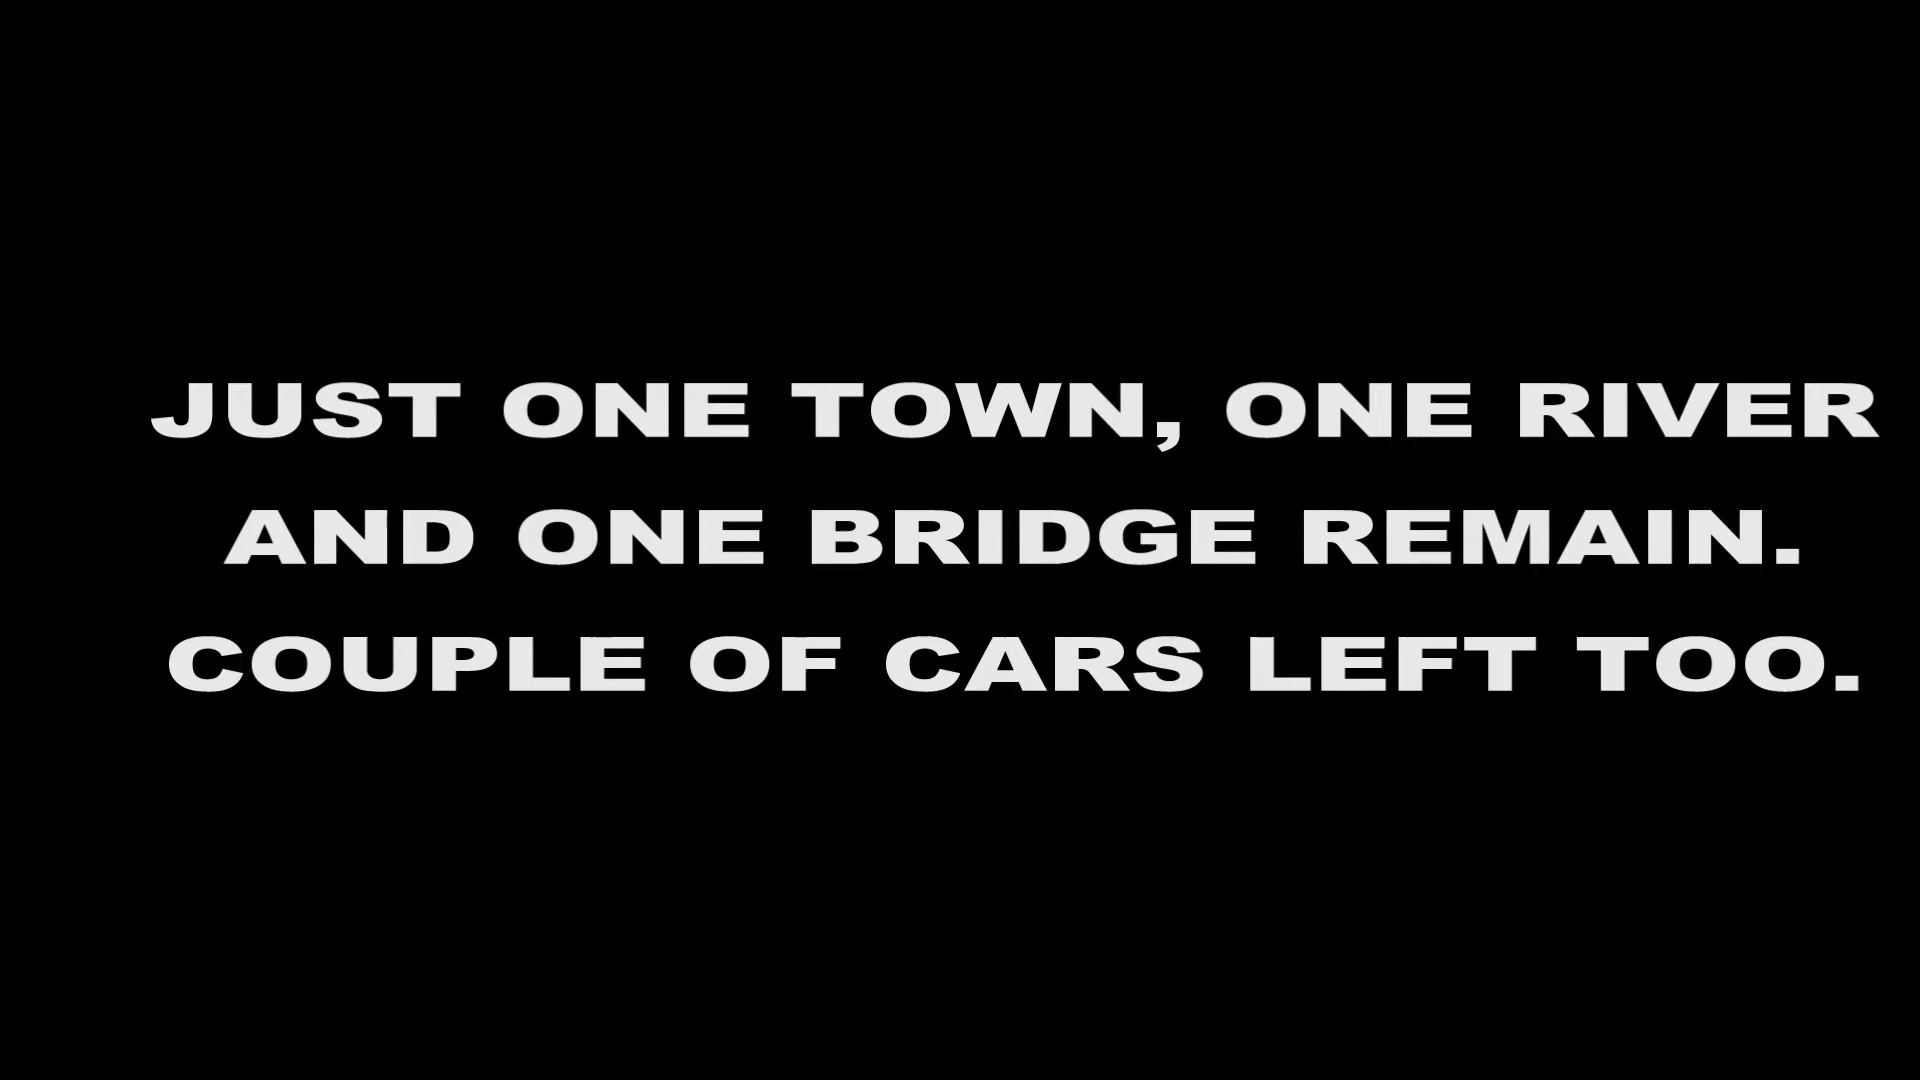 JUST ONE TOWN, ONE RIVER
AND ONE BRIDGE REMAIN.
COUPLE OF CARS LEFT TOO.